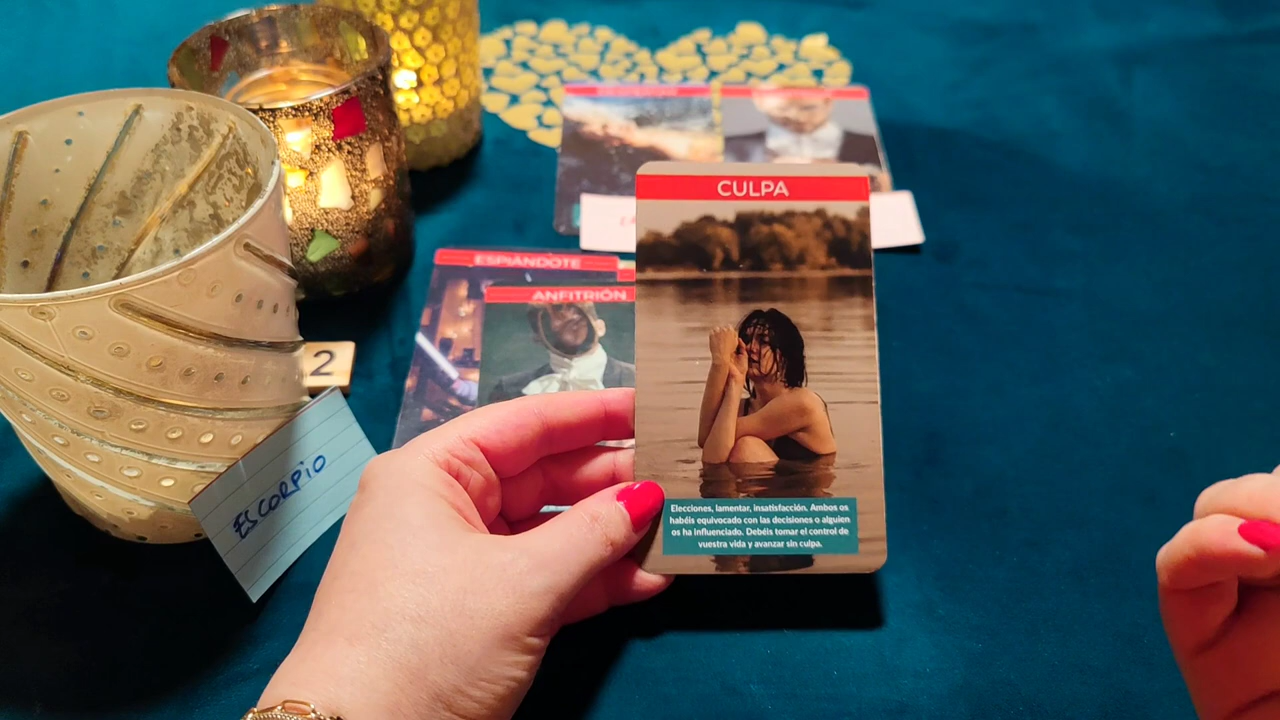 CULPA
ESPIÁNDOTE
ANFITRIÓN
2
ESCORPIO
Elecciones, lamentar, insatisfacción. Ambos os
habéis equivocado con las decisiones o alguien
os ha influenciado. Debéis tomar el control de
vuestra vida y avanzar sin culpa.